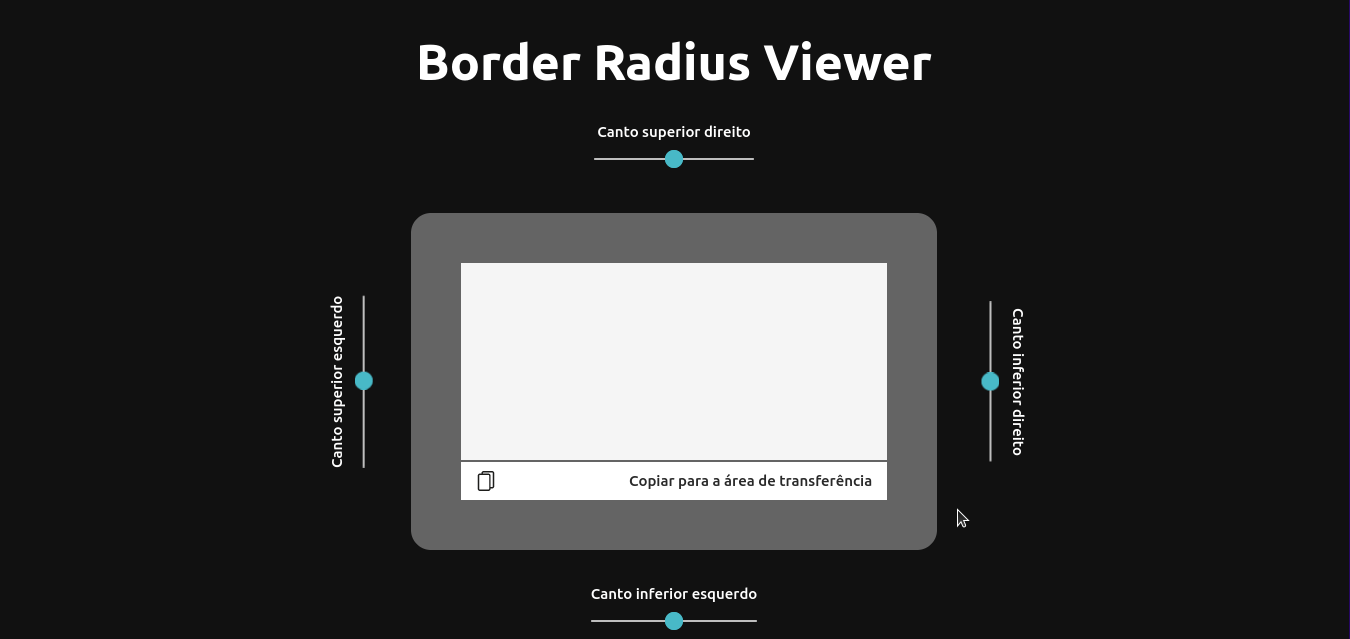 Border Radius Viewer
Canto superior direito
Canto superior esquerdo
Canto inferior direito
Copiar para a área de transferência
Canto inferior esquerdo